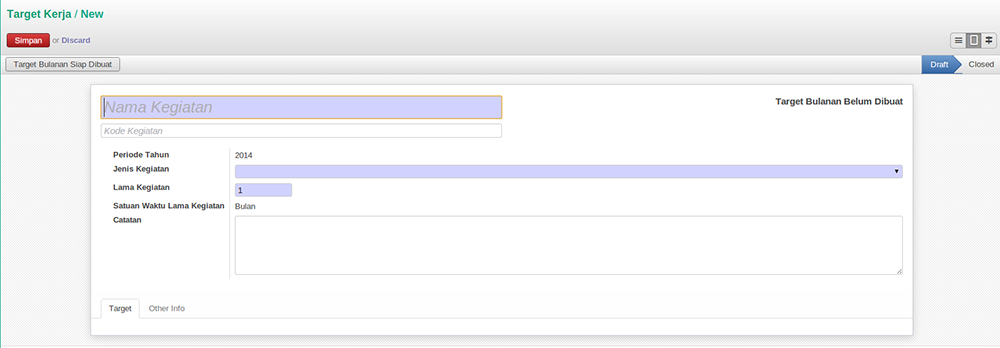 Target Kerja / New
Simpan or Discard
Target Bulanan Siap Dibuat Draft Closed
Nama Kegiatan Target Bulanan Belum Dibuat
Kode Kegiatan
Periode Tahun 2014
Jenis Kegiatan
Lama Kegiatan 1
Satuan Waktu Lama Kegiatan Bulan
Catatan
Target Other Info